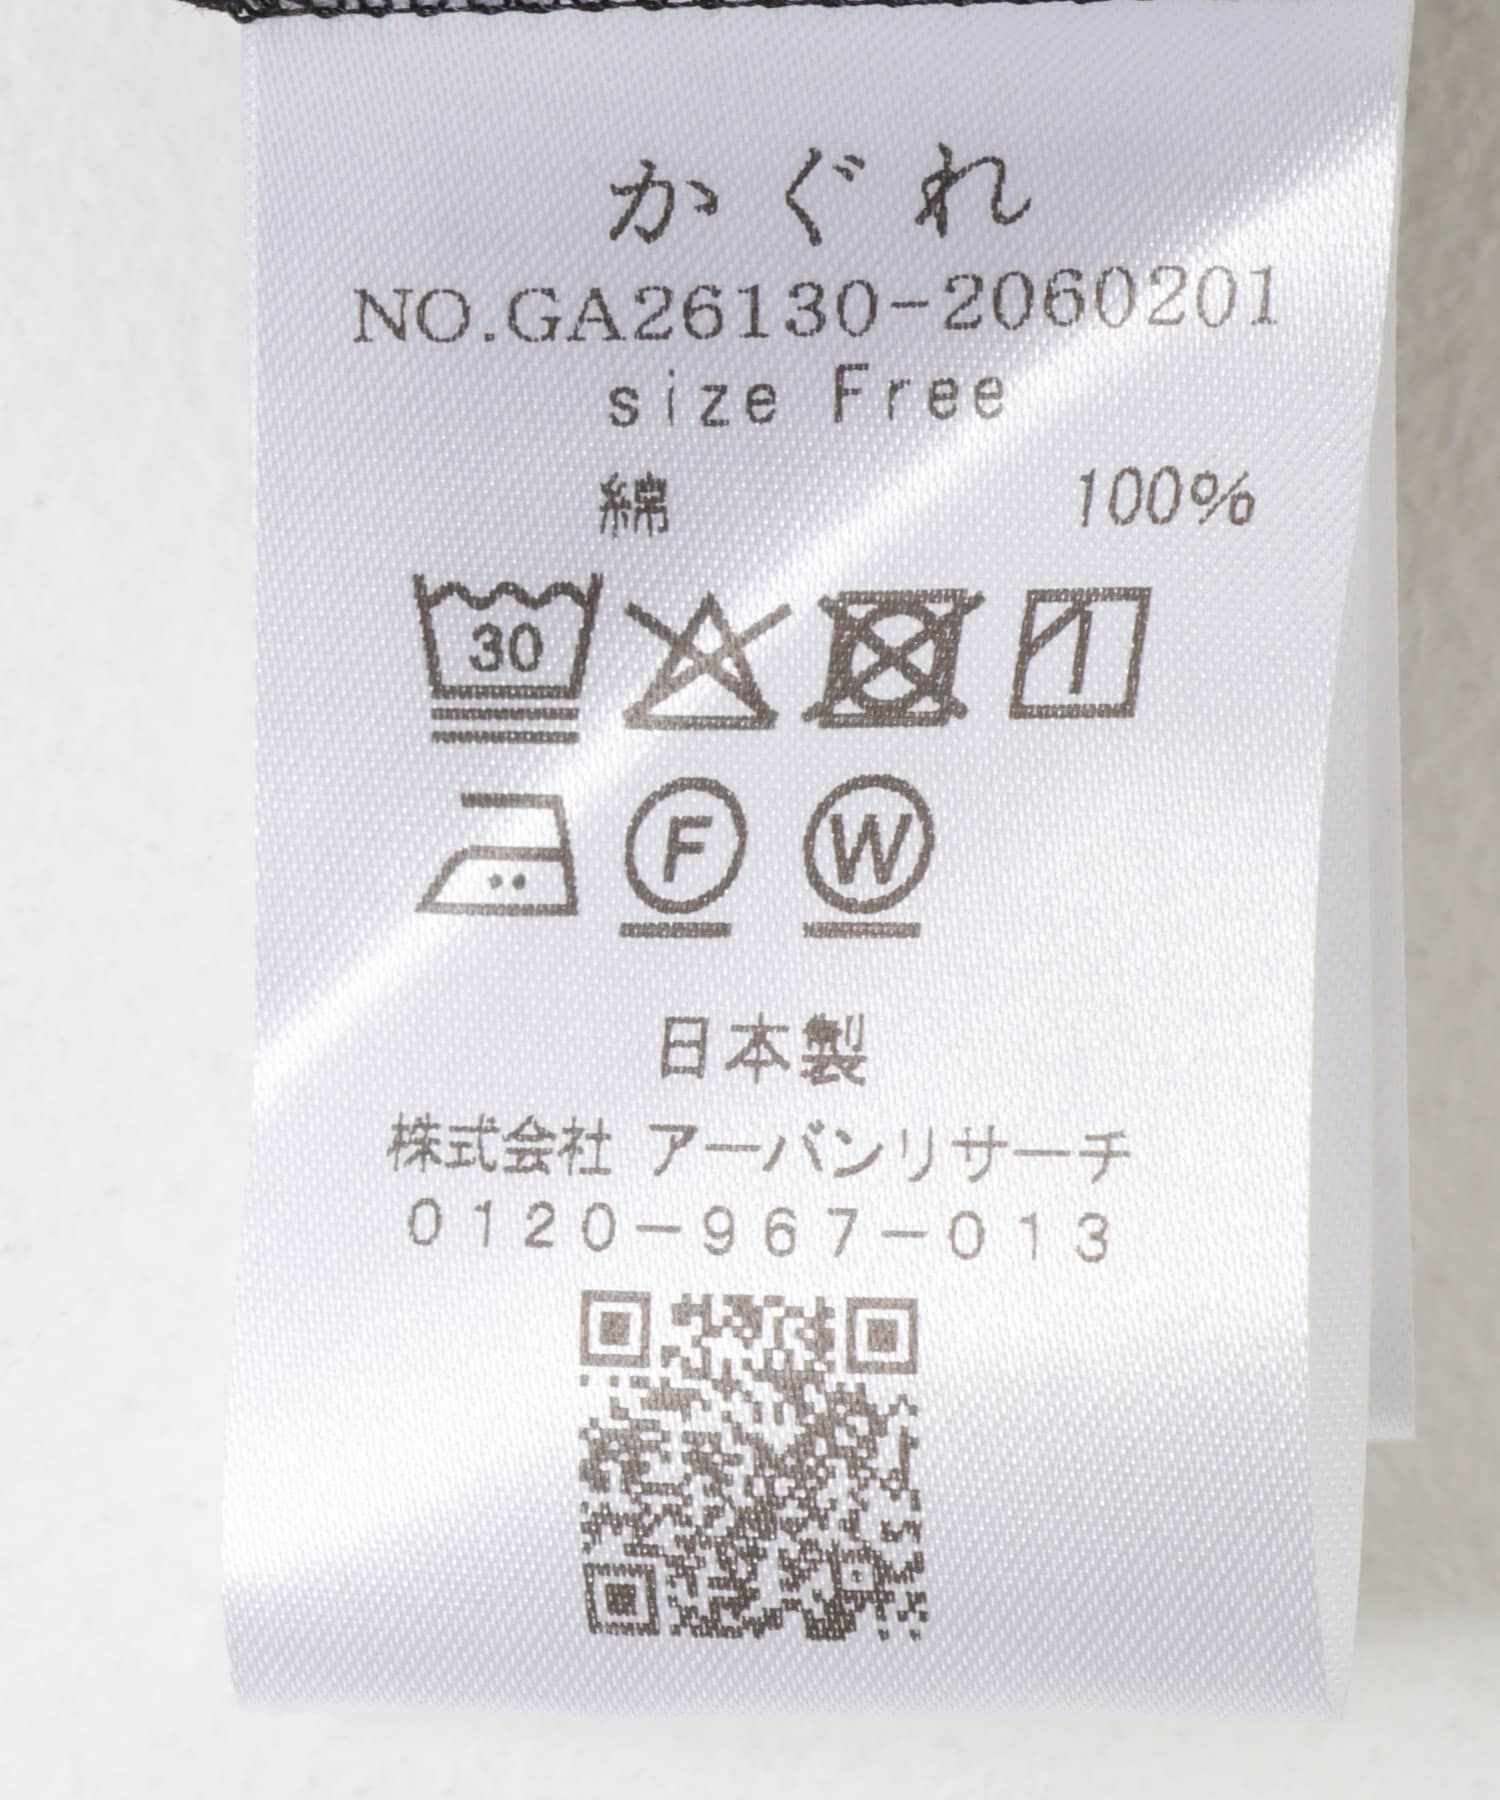 かぐれ
NO.GA26130-2060201
size Free
綿 100%
30
F W
日本製
株式会社 アーバンリサーチ
0120-967-013